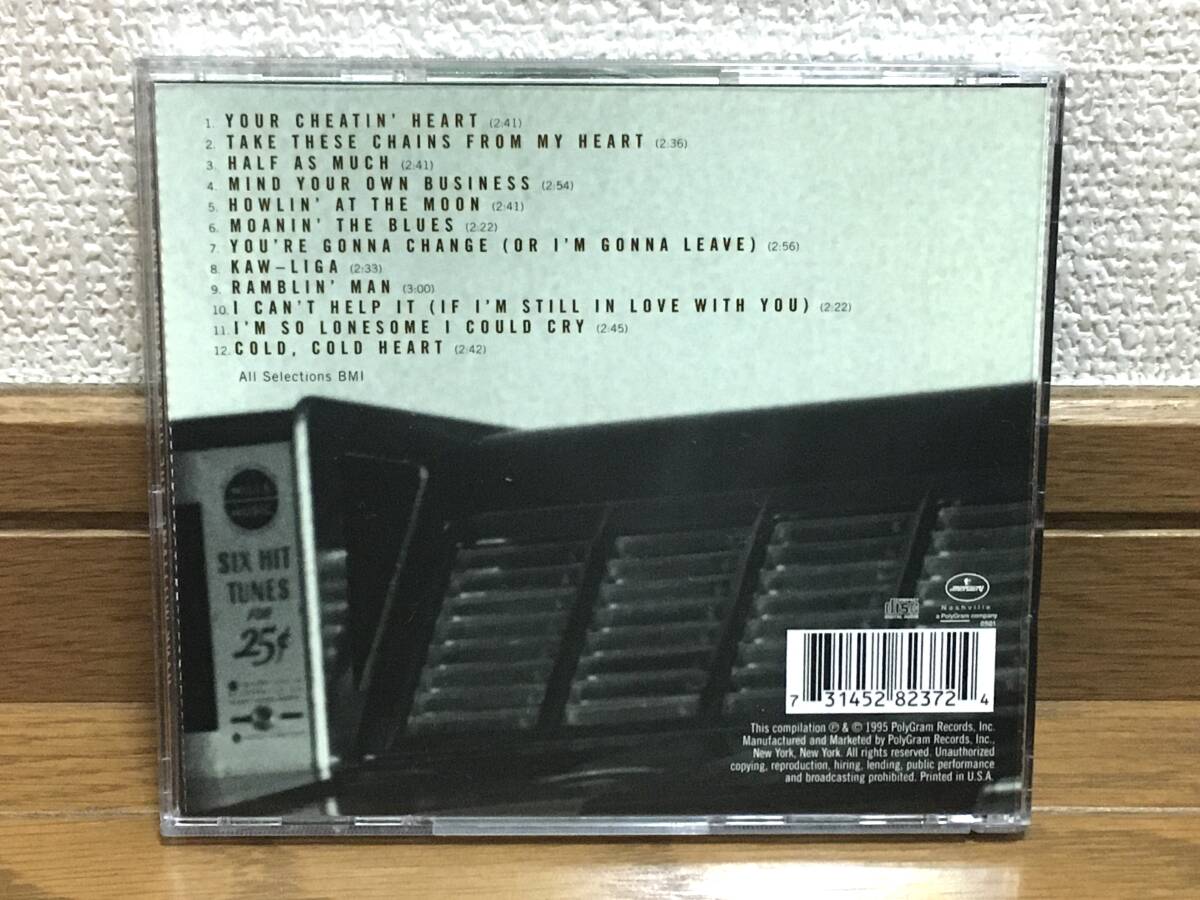 1. YOUR CHEATIN' HEART (2:41)
2. TAKE THESE CHAINS FROM MY HEART (2:36)
3. HALF AS MUCH (2:41)
4. MIND YOUR OWN BUSINESS (2:54)
5. HOWLIN' AT THE MOON (2:41)
6. MOANIN' THE BLUES (2:22)
7. YOU'RE GONNA CHANGE (OR I'M GONNA LEAVE) (2:56)
8. KAW-LIGA (2:33)
9. RAMBLIN' MAN (3:00)
10. I CAN'T HELP IT (IF I'M STILL IN LOVE WITH YOU) (2:22)
11. I'M SO LONESOME I COULD CRY (2:45)
12. COLD, COLD HEART (2:42)
All Selections BMI
MUSIC
SIX HIT
TUNES
FOR
25¢
disc
DIGITAL AUDIO
mercury
Nashville
a PolyGram company
0501
7 31452 82372 4
This compilation ℗ & © 1995 PolyGram Records, Inc.
Manufactured and Marketed by PolyGram Records, Inc.,
New York, New York. All rights reserved. Unauthorized
copying, reproduction, hiring, lending, public performance
and broadcasting prohibited. Printed in U.S.A.